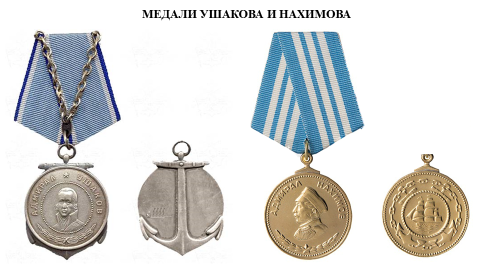 МЕДАЛИ УШАКОВА И НАХИМОВА
АДМИРАЛ УШАКОВ
АДМИРАЛ НАХИМОВ